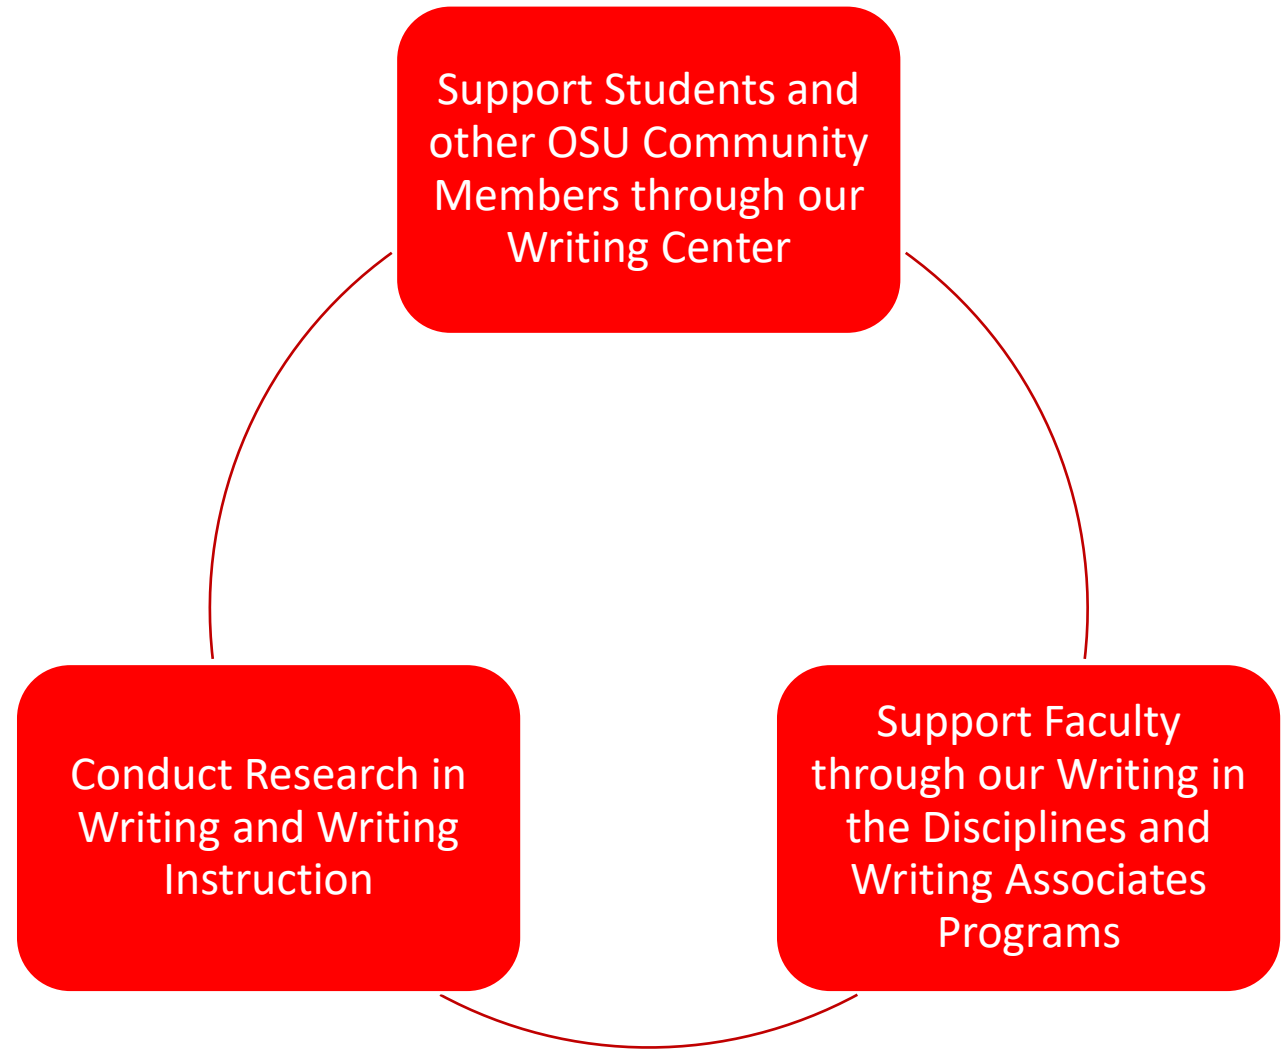 Support Students and
other OSU Community
Members through our
Writing Center
Conduct Research in
Writing and Writing
Instruction
Support Faculty
through our Writing in
the Disciplines and
Writing Associates
Programs